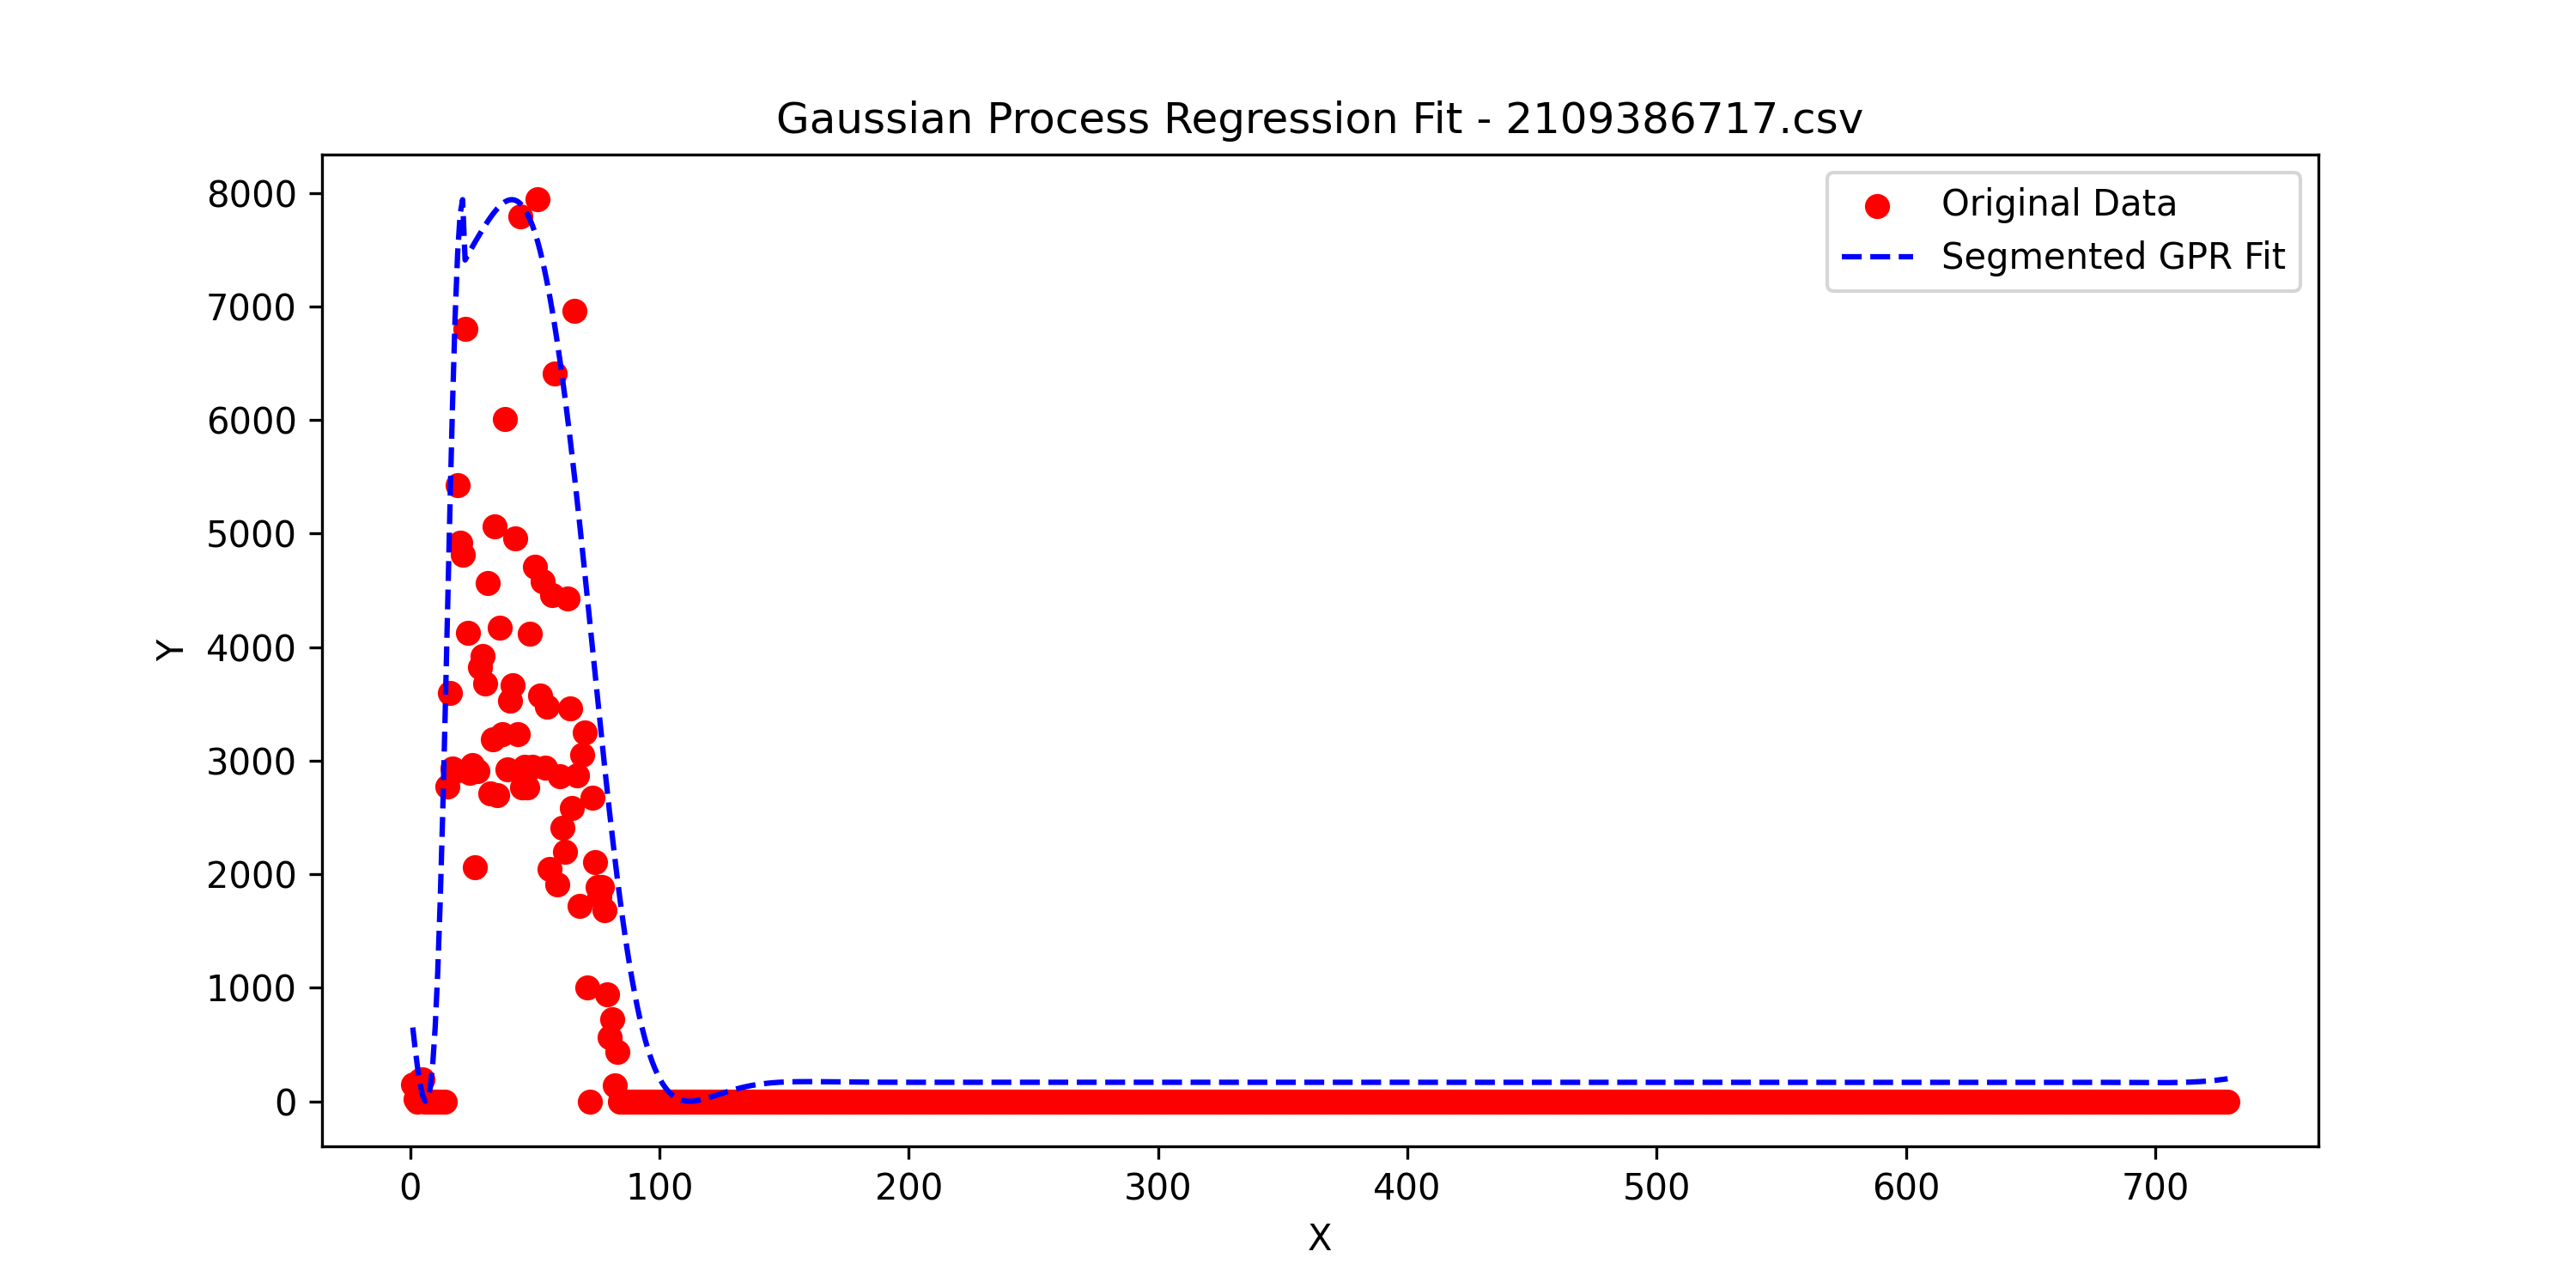 Gaussian Process Regression Fit - 2109386717.csv
Original Data
Segmented GPR Fit
8000
7000
6000
5000
4000
3000
2000
1000
0
Y
0 100 200 300 400 500 600 700
X